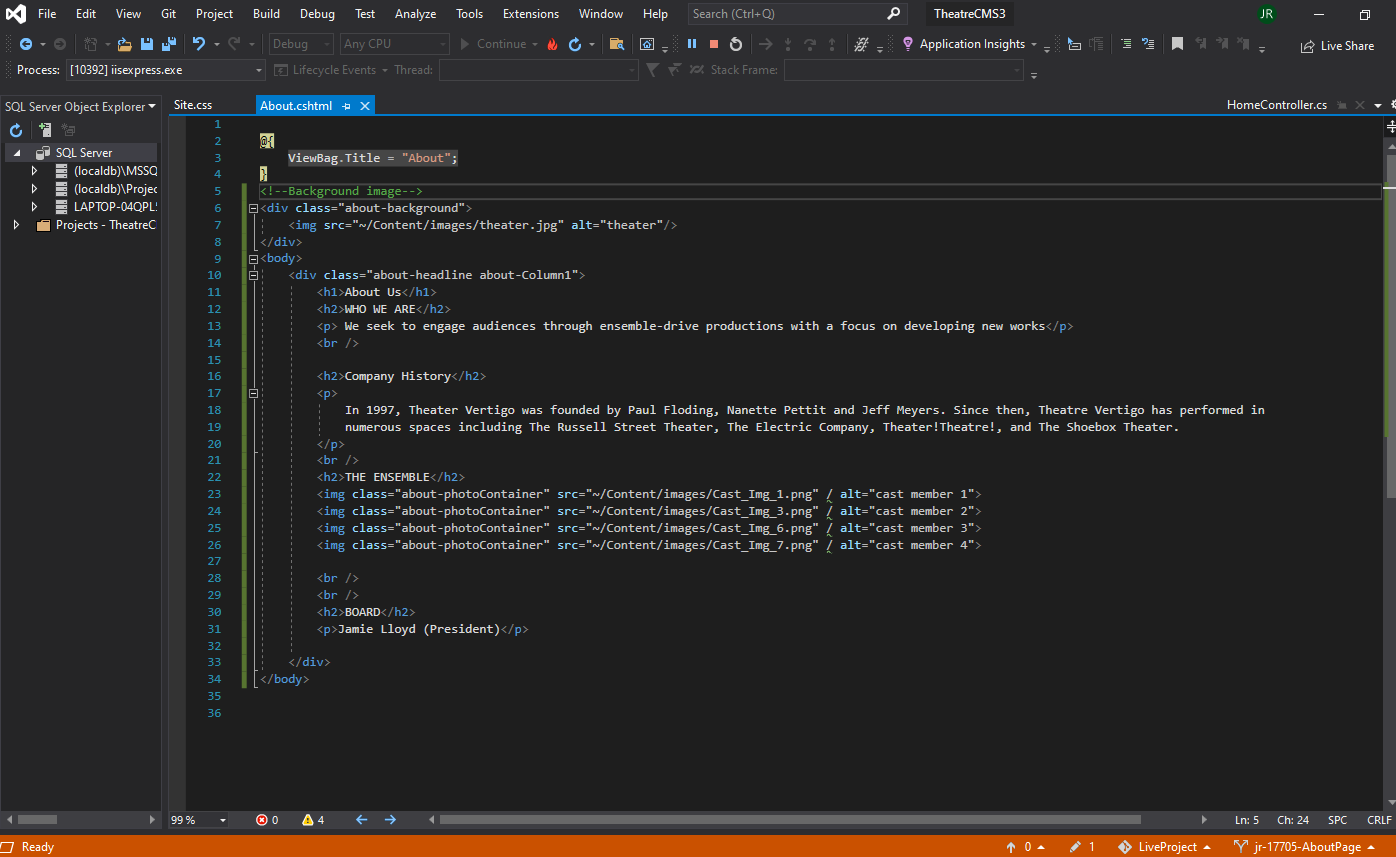 File Edit View Git Project Build Debug Test Analyze Tools Extensions Window Help Search (Ctrl+Q) TheatreCMS3 JR
Debug Any CPU Continue Application Insights Live Share
Process: [10392] iisexpress.exe Lifecycle Events Thread: Stack Frame:
SQL Server Object Explorer
SQL Server
(localdb)\MSSQ
(localdb)\Projec
LAPTOP-04QPL
Projects - TheatreC
Site.css About.cshtml HomeController.cs
1
2 @{
3 ViewBag.Title = "About";
4 }
5 <!--Background image-->
6 <div class="about-background">
7 <img src="~/Content/images/theater.jpg" alt="theater"/>
8 </div>
9 <body>
10 <div class="about-headline about-Column1">
11 <h1>About Us</h1>
12 <h2>WHO WE ARE</h2>
13 <p> We seek to engage audiences through ensemble-drive productions with a focus on developing new works</p>
14 <br />
15
16 <h2>Company History</h2>
17 <p>
18 In 1997, Theater Vertigo was founded by Paul Floding, Nanette Pettit and Jeff Meyers. Since then, Theatre Vertigo has performed in
19 numerous spaces including The Russell Street Theater, The Electric Company, Theater!Theatre!, and The Shoebox Theater.
20 </p>
21 <br />
22 <h2>THE ENSEMBLE</h2>
23 <img class="about-photoContainer" src="~/Content/images/Cast_Img_1.png" / alt="cast member 1">
24 <img class="about-photoContainer" src="~/Content/images/Cast_Img_3.png" / alt="cast member 2">
25 <img class="about-photoContainer" src="~/Content/images/Cast_Img_6.png" / alt="cast member 3">
26 <img class="about-photoContainer" src="~/Content/images/Cast_Img_7.png" / alt="cast member 4">
27
28 <br />
29 <br />
30 <h2>BOARD</h2>
31 <p>Jamie Lloyd (President)</p>
32
33 </div>
34 </body>
35
36
99 % 0 4 Ln: 5 Ch: 24 SPC CRLF
Ready 0 1 LiveProject jr-17705-AboutPage